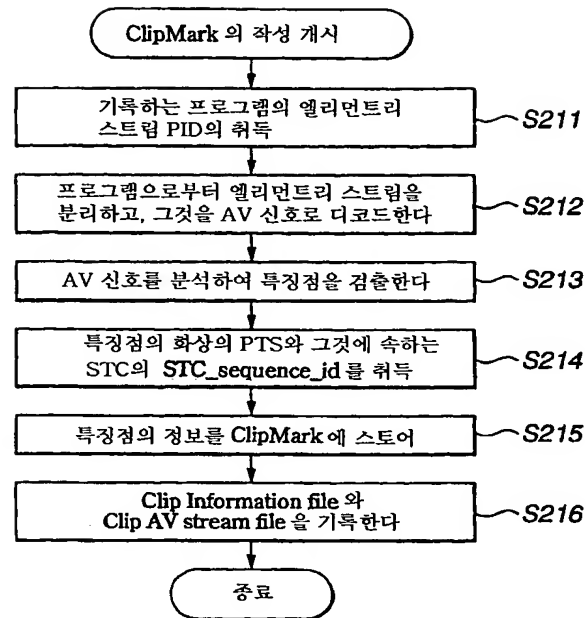 ClipMark 의 작성 개시
기록하는 프로그램의 엘리먼트리
스트림 PID의 취득
S211
프로그램으로부터 엘리먼트리 스트림을
분리하고, 그것을 AV 신호로 디코드한다
S212
AV 신호를 분석하여 특징점을 검출한다
S213
특징점의 화상의 PTS와 그것에 속하는
STC의 STC_sequence_id 를 취득
S214
특징점의 정보를 ClipMark 에 스토어
S215
Clip Information file 와
Clip AV stream file 을 기록한다
S216
종료